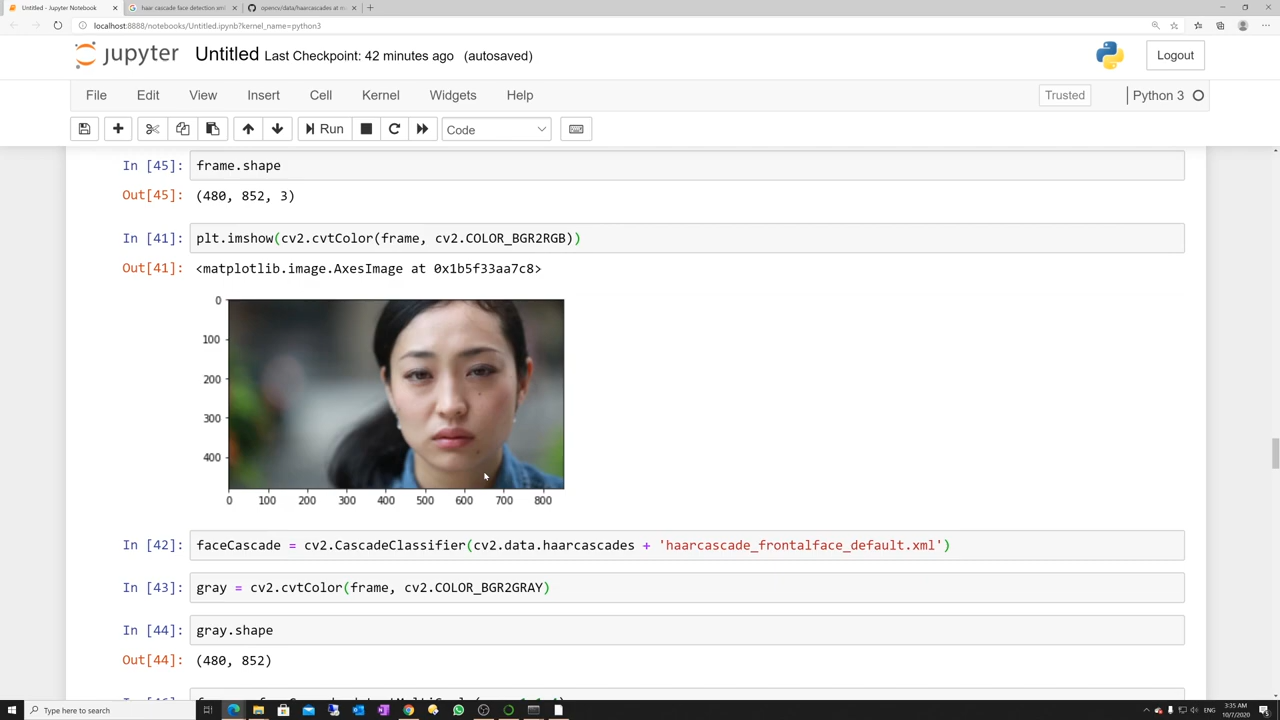 Untitled - Jupyter Notebook
haar cascade face detection xml
opencv/data/haarcascades at m
localhost:8888/notebooks/Untitled.ipynb?kernel_name=python3
jupyter Untitled Last Checkpoint: 42 minutes ago (autosaved)
Logout
File Edit View Insert Cell Kernel Widgets Help
Trusted
Python 3
Run
Code
In [45]: frame.shape
Out[45]: (480, 852, 3)
In [41]: plt.imshow(cv2.cvtColor(frame, cv2.COLOR_BGR2RGB))
Out[41]: <matplotlib.image.AxesImage at 0x1b5f33aa7c8>
0
100
200
300
400
0 100 200 300 400 500 600 700 800
In [42]: faceCascade = cv2.CascadeClassifier(cv2.data.haarcascades + 'haarcascade_frontalface_default.xml')
In [43]: gray = cv2.cvtColor(frame, cv2.COLOR_BGR2GRAY)
In [44]: gray.shape
Out[44]: (480, 852)
Type here to search
ENG
3:35 AM
10/7/2020